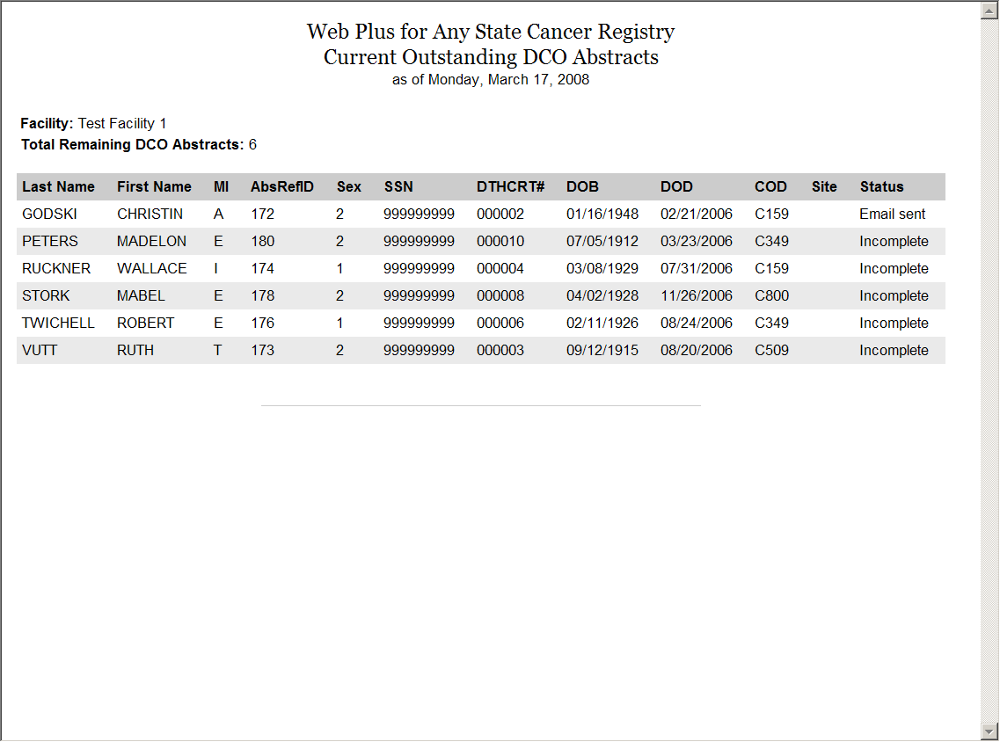 Web Plus for Any State Cancer Registry
Current Outstanding DCO Abstracts
as of Monday, March 17, 2008
Facility: Test Facility 1
Total Remaining DCO Abstracts: 6
Last Name First Name MI AbsRefID Sex SSN DTHCRT# DOB DOD COD Site Status
GODSKI CHRISTIN A 172 2 999999999 000002 01/16/1948 02/21/2006 C159 Email sent
PETERS MADELON E 180 2 999999999 000010 07/05/1912 03/23/2006 C349 Incomplete
RUCKNER WALLACE I 174 1 999999999 000004 03/08/1929 07/31/2006 C159 Incomplete
STORK MABEL E 178 2 999999999 000008 04/02/1928 11/26/2006 C800 Incomplete
TWICHELL ROBERT E 176 1 999999999 000006 02/11/1926 08/24/2006 C349 Incomplete
VUTT RUTH T 173 2 999999999 000003 09/12/1915 08/20/2006 C509 Incomplete